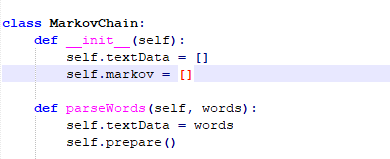 class MarkovChain:
    def __init__(self):
        self.textData = []
        self.markov = []
    def parseWords(self, words):
        self.textData = words
        self.prepare()